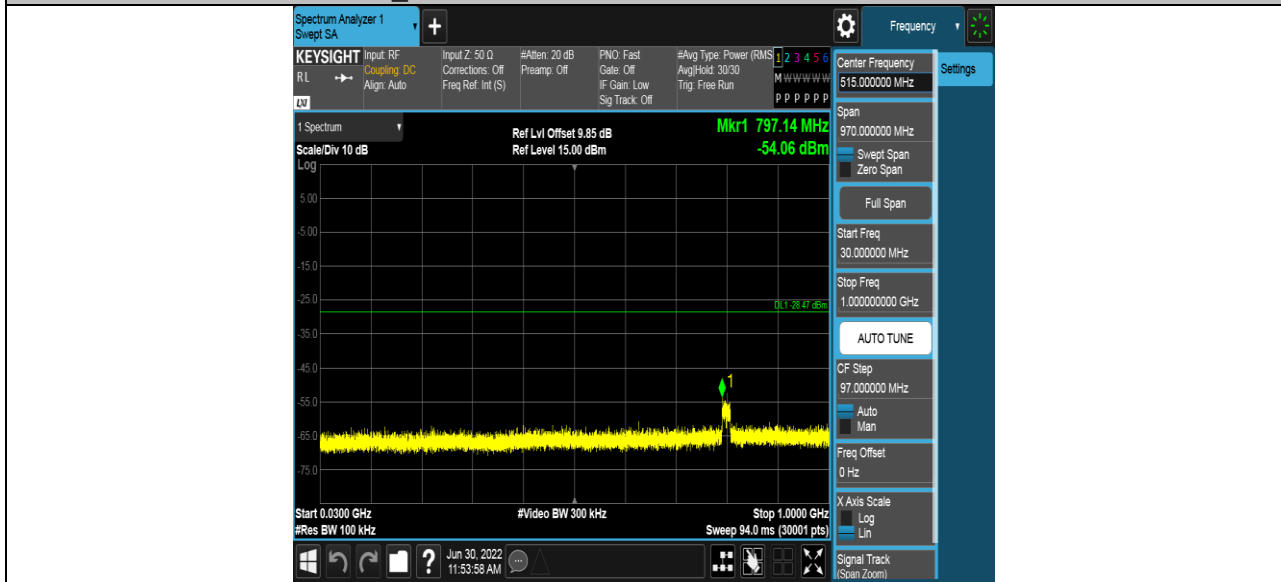 Spectrum Analyzer 1
Swept SA
+
Frequency
KEYSIGHT
RL
LXI
Input: RF
Coupling: DC
Align: Auto
Input Z: 50 Ω
Corrections: Off
Freq Ref: Int (S)
#Atten: 20 dB
Preamp: Off
PNO: Fast
Gate: Off
IF Gain: Low
Sig Track: Off
#Avg Type: Power (RMS
Avg|Hold: 30/30
Trig: Free Run
1 2 3 4 5 6
M W W W W W
P P P P P P
Center Frequency
515.000000 MHz
Settings
1 Spectrum
Scale/Div 10 dB
Log
Ref Lvl Offset 9.85 dB
Ref Level 15.00 dBm
Mkr1 797.14 MHz
-54.06 dBm
Span
970.000000 MHz
Swept Span
Zero Span
Full Span
Start Freq
30.000000 MHz
Stop Freq
1.000000000 GHz
AUTO TUNE
CF Step
97.000000 MHz
Auto
Man
Freq Offset
0 Hz
X Axis Scale
Log
Lin
Signal Track
(Span Zoom)
5.00
-5.00
-15.0
-25.0
DL1 -28.47 dBm
-35.0
-45.0
1
-55.0
-65.0
-75.0
Start 0.0300 GHz
#Res BW 100 kHz
#Video BW 300 kHz
Stop 1.0000 GHz
Sweep 94.0 ms (30001 pts)
?
Jun 30, 2022
11:53:58 AM